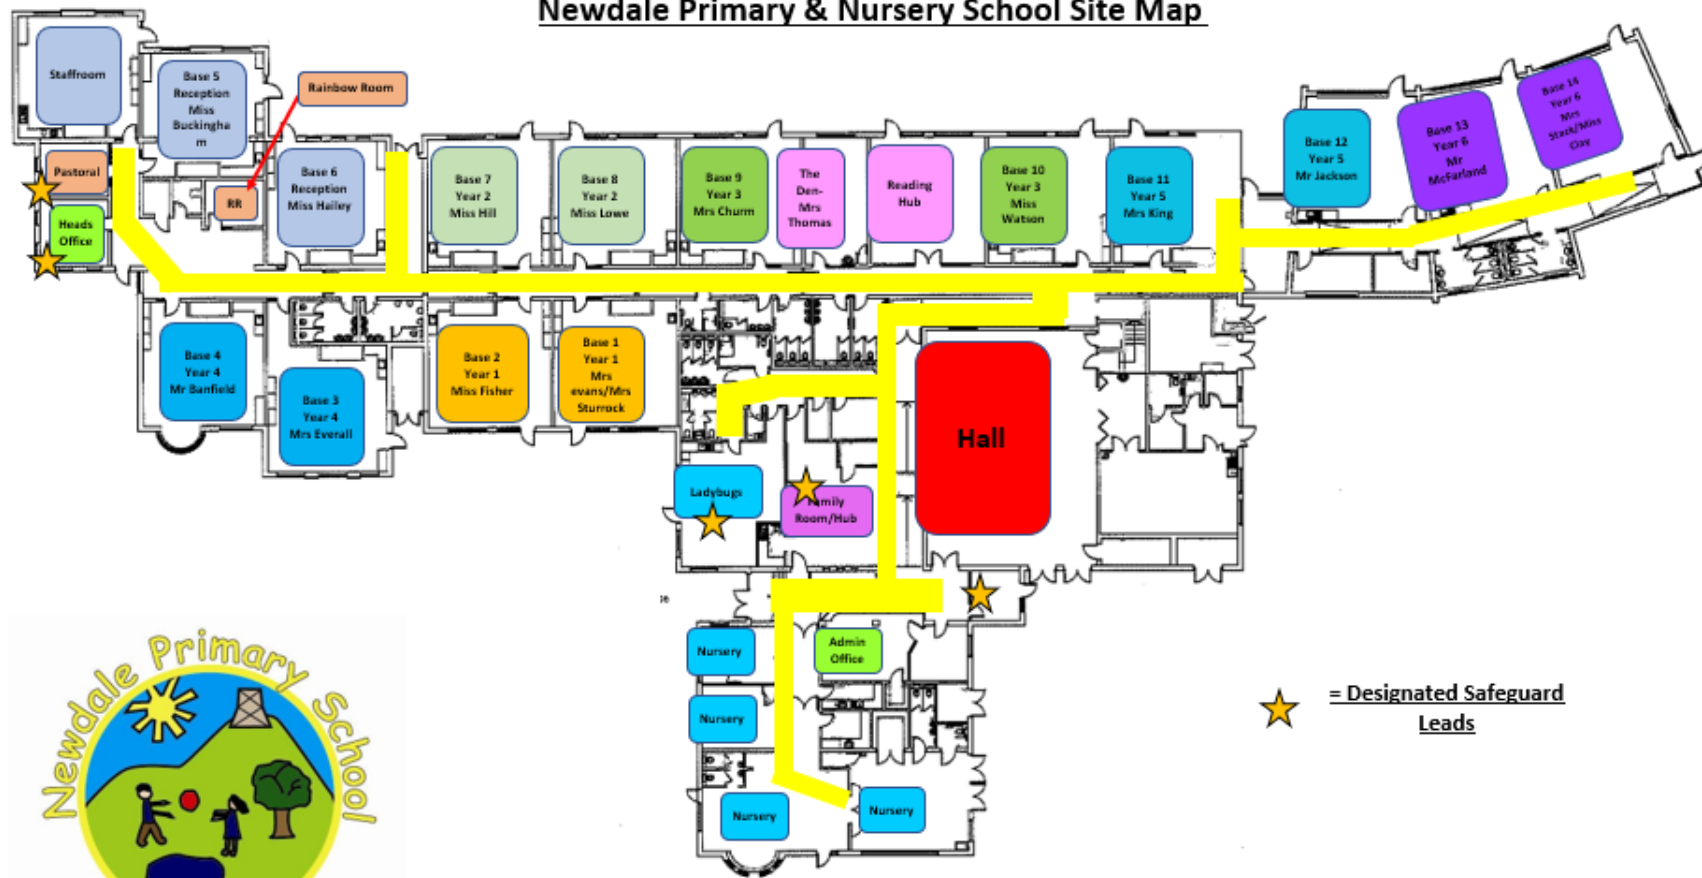 Newdale Primary & Nursery School Site Map
Staffroom
Base 5
Reception
Miss
Buckingha
m
Rainbow Room
Pastoral
Heads
Office
RR
Base 6
Reception
Miss Hailey
Base 7
Year 2
Miss Hill
Base 8
Year 2
Miss Lowe
Base 9
Year 3
Mrs Churm
The
Den-
Mrs
Thomas
Reading
Hub
Base 10
Year 3
Miss
Watson
Base 11
Year 5
Mrs King
Base 12
Year 5
Mr Jackson
Base 13
Year 6
Mr
McFarland
Base 14
Year 6
Mrs
Stack/Miss
Clay
Base 4
Year 4
Mr Banfield
Base 3
Year 4
Mrs Everall
Base 2
Year 1
Miss Fisher
Base 1
Year 1
Mrs
evans/Mrs
Sturrock
Hall
Ladybugs
Family
Room/Hub
Nursery
Admin
Office
Nursery
Nursery
Nursery
= Designated Safeguard
Leads
Newdale Primary School